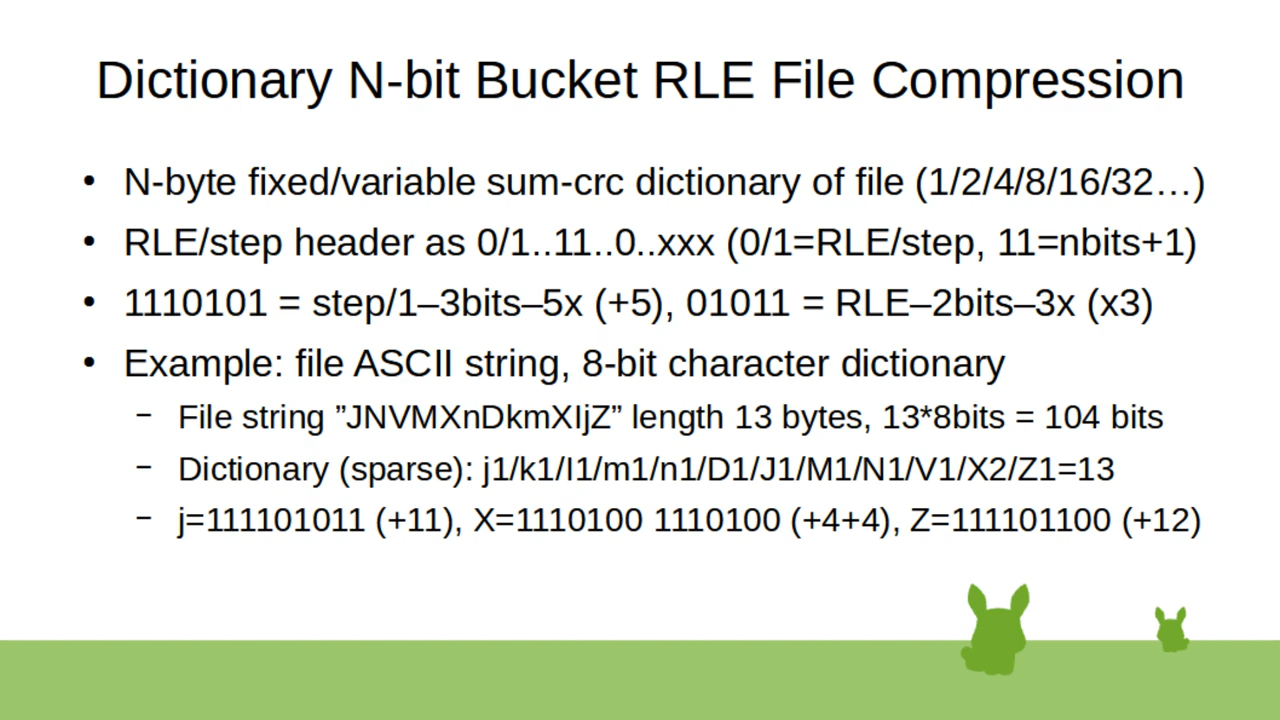 Dictionary N-bit Bucket RLE File Compression
• N-byte fixed/variable sum-crc dictionary of file (1/2/4/8/16/32…)
• RLE/step header as 0/1..11..0..xxx (0/1=RLE/step, 11=nbits+1)
• 1110101 = step/1–3bits–5x (+5), 01011 = RLE–2bits–3x (x3)
• Example: file ASCII string, 8-bit character dictionary
– File string ”JNVMXnDkmXIjZ” length 13 bytes, 13*8bits = 104 bits
– Dictionary (sparse): j1/k1/I1/m1/n1/D1/J1/M1/N1/V1/X2/Z1=13
– j=111101011 (+11), X=1110100 1110100 (+4+4), Z=111101100 (+12)